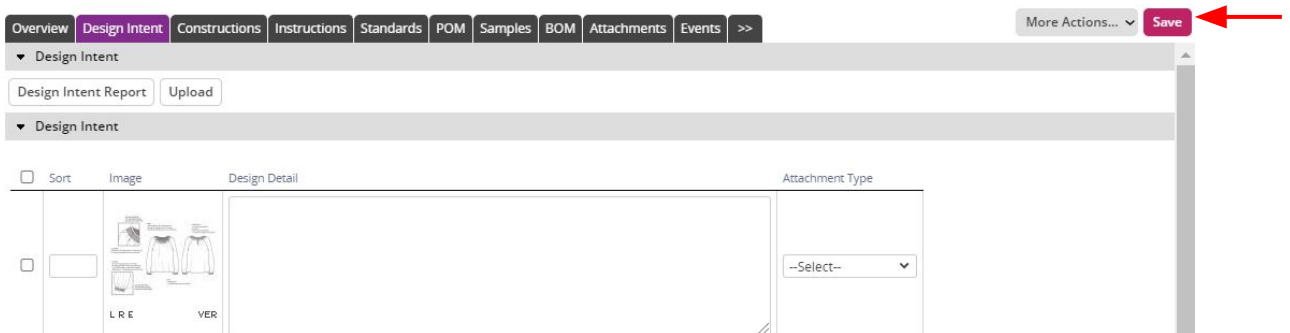 Overview Design Intent Constructions Instructions Standards POM Samples BOM Attachments Events >> More Actions... Save
Design Intent
Design Intent Report Upload
Design Intent
Sort Image Design Detail Attachment Type
--Select--
L R E VER